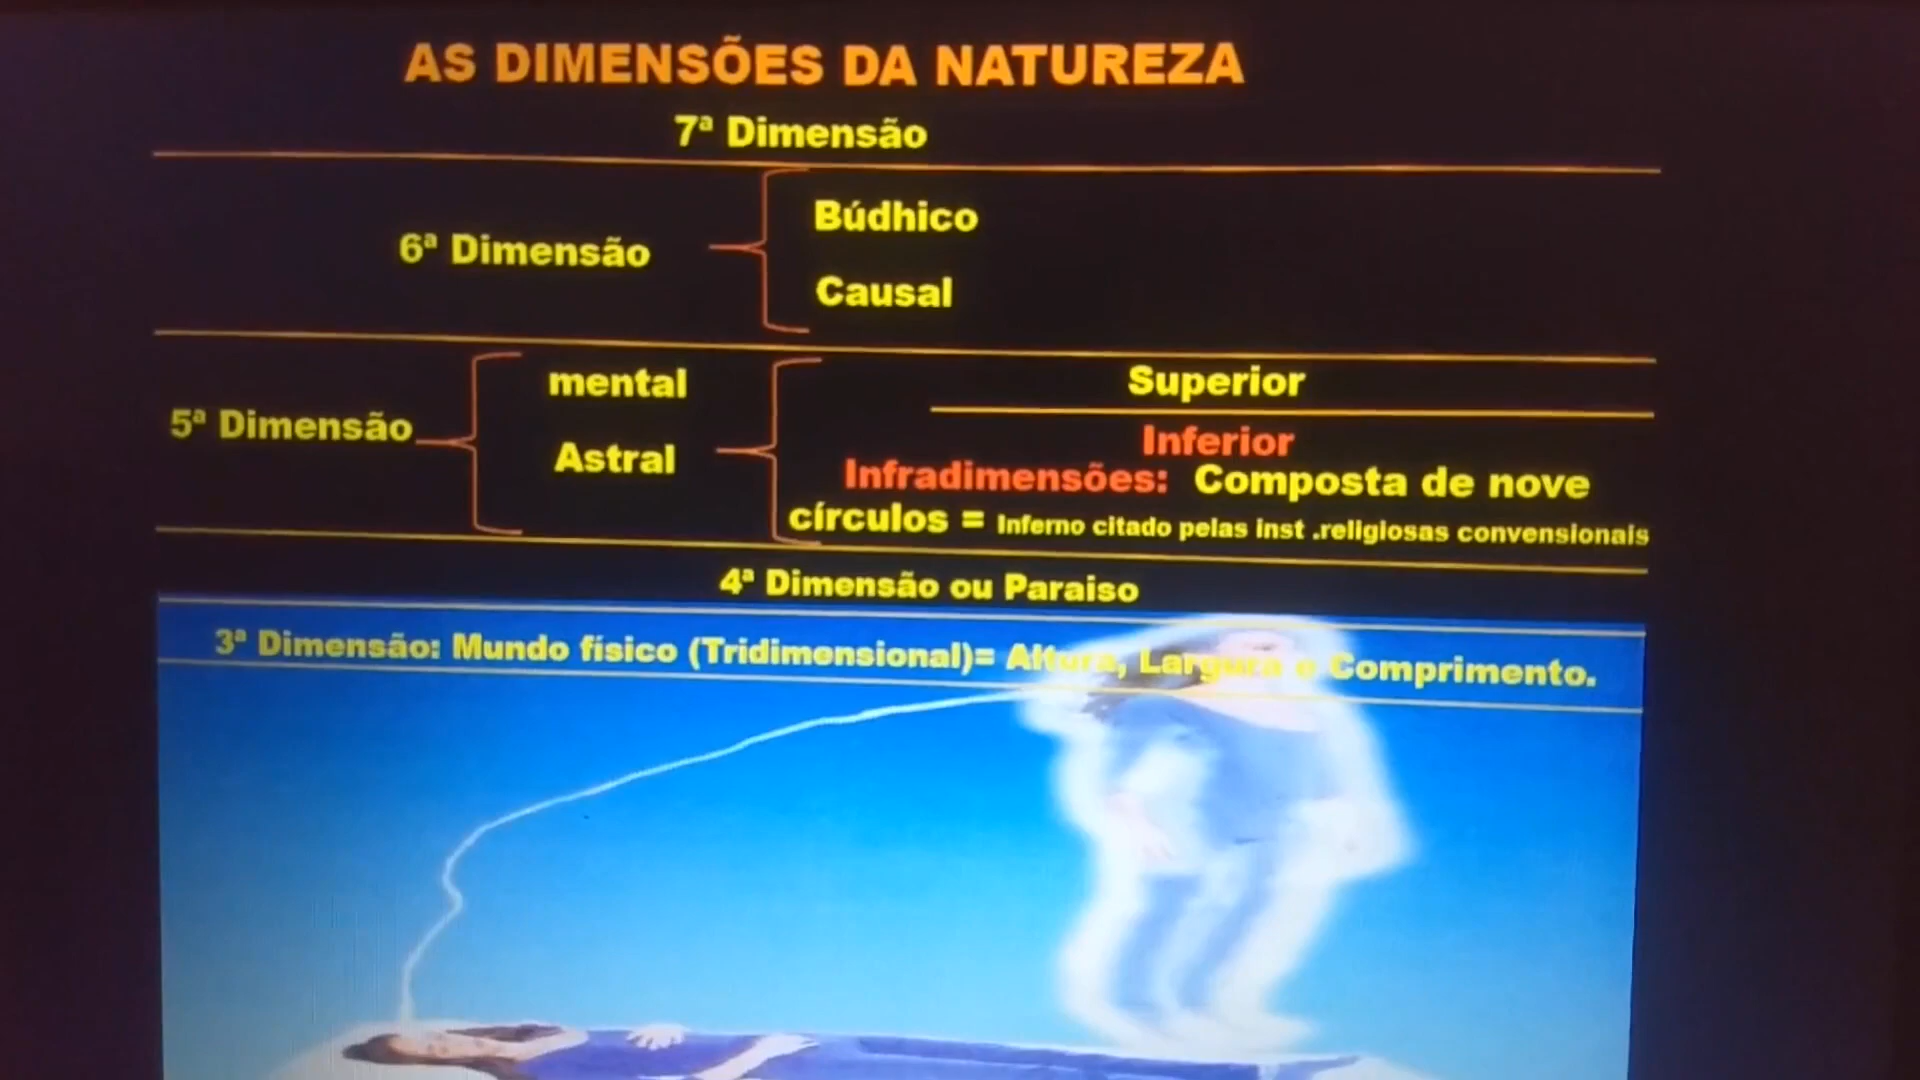 AS DIMENSÕES DA NATUREZA
7ª Dimensão
6ª Dimensão
Búdhico
Causal
5ª Dimensão
mental
Astral
Superior
Inferior
Infradimensões: Composta de nove
círculos = Inferno citado pelas inst .religiosas convensionais
4ª Dimensão ou Paraiso
3ª Dimensão: Mundo físico (Tridimensional)= Altura, Largura e Comprimento.